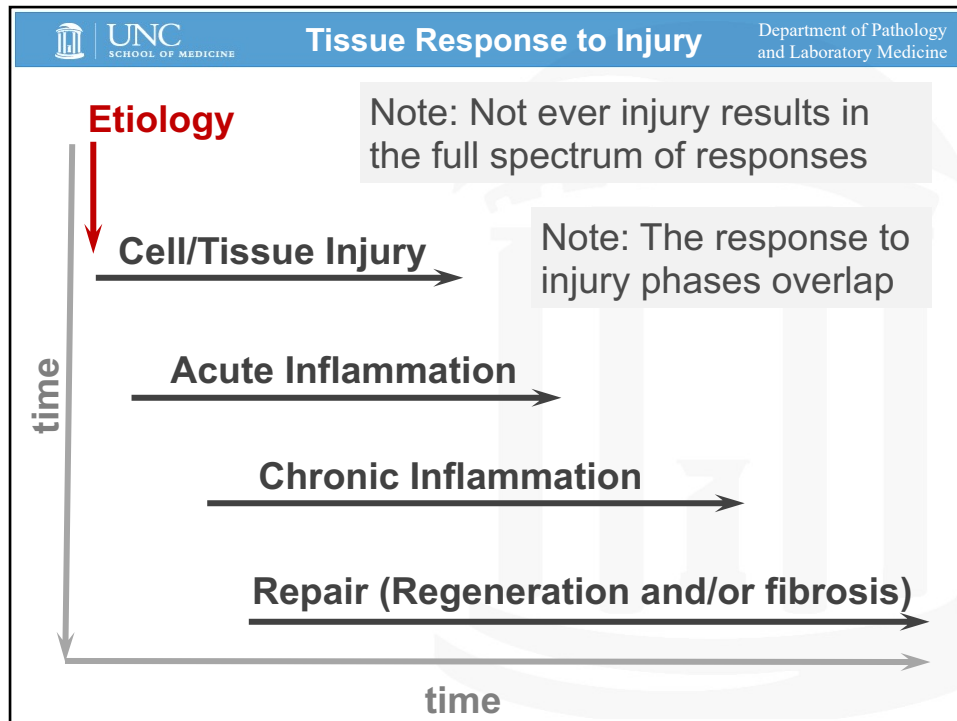 UNC
SCHOOL OF MEDICINE
Tissue Response to Injury
Department of Pathology
and Laboratory Medicine
Etiology
Note: Not ever injury results in
the full spectrum of responses
Cell/Tissue Injury
Note: The response to
injury phases overlap
time
Acute Inflammation
Chronic Inflammation
Repair (Regeneration and/or fibrosis)
time